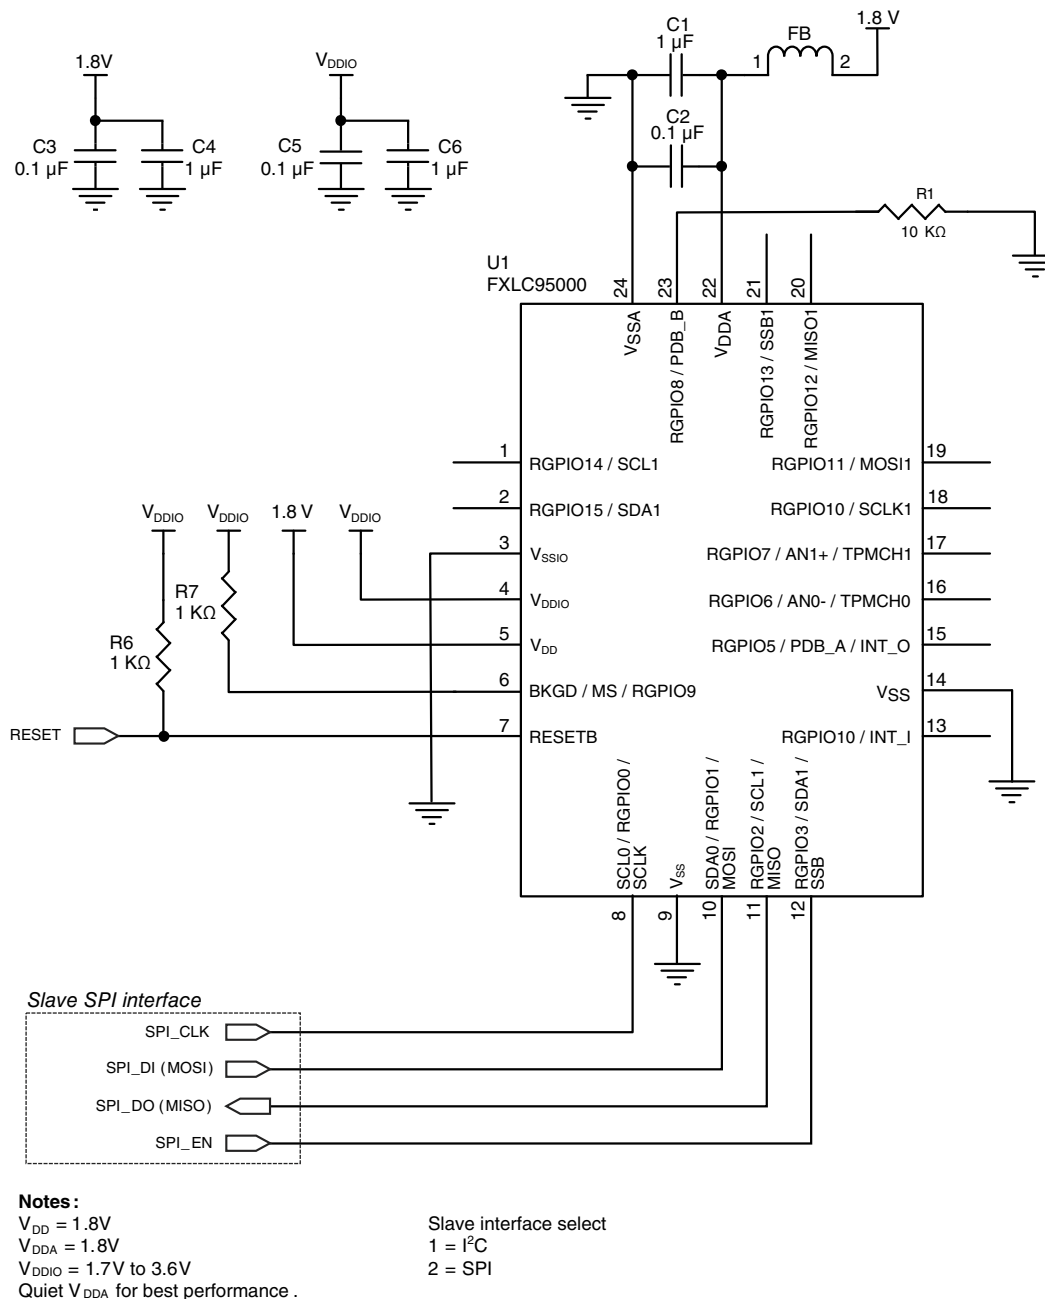 1.8 V
C1
1 µF
FB
1
2
1.8V
VDDIO
C2
0.1 µF
C3
0.1 µF
C4
1 µF
C5
0.1 µF
C6
1 µF
R1
10 KΩ
U1
FXLC95000
24
23
22
21
20
VSSA
RGPIO8 / PDB_B
VDDA
RGPIO13 / SSB1
RGPIO12 / MISO1
1
RGPIO14 / SCL1
2
RGPIO15 / SDA1
3
VSSIO
4
VDDIO
5
VDD
6
BKGD / MS / RGPIO9
7
RESETB
RGPIO11 / MOSI1
19
RGPIO10 / SCLK1
18
RGPIO7 / AN1+ / TPMCH1
17
RGPIO6 / AN0- / TPMCH0
16
RGPIO5 / PDB_A / INT_O
15
VSS
14
RGPIO10 / INT_I
13
VDDIO
VDDIO
1.8 V
VDDIO
R7
1 KΩ
R6
1 KΩ
RESET
SCL0 / RGPIO0 /
SCLK
VSS
SDA0 / RGPIO1 /
MOSI
RGPIO2 / SCL1 /
MISO
RGPIO3 / SDA1 /
SSB
8
9
10
11
12
Slave SPI interface
SPI_CLK
SPI_DI (MOSI)
SPI_DO (MISO)
SPI_EN
Notes:
VDD = 1.8V
VDDA = 1.8V
VDDIO = 1.7V to 3.6V
Quiet VDDA for best performance .
Slave interface select
1 = I²C
2 = SPI